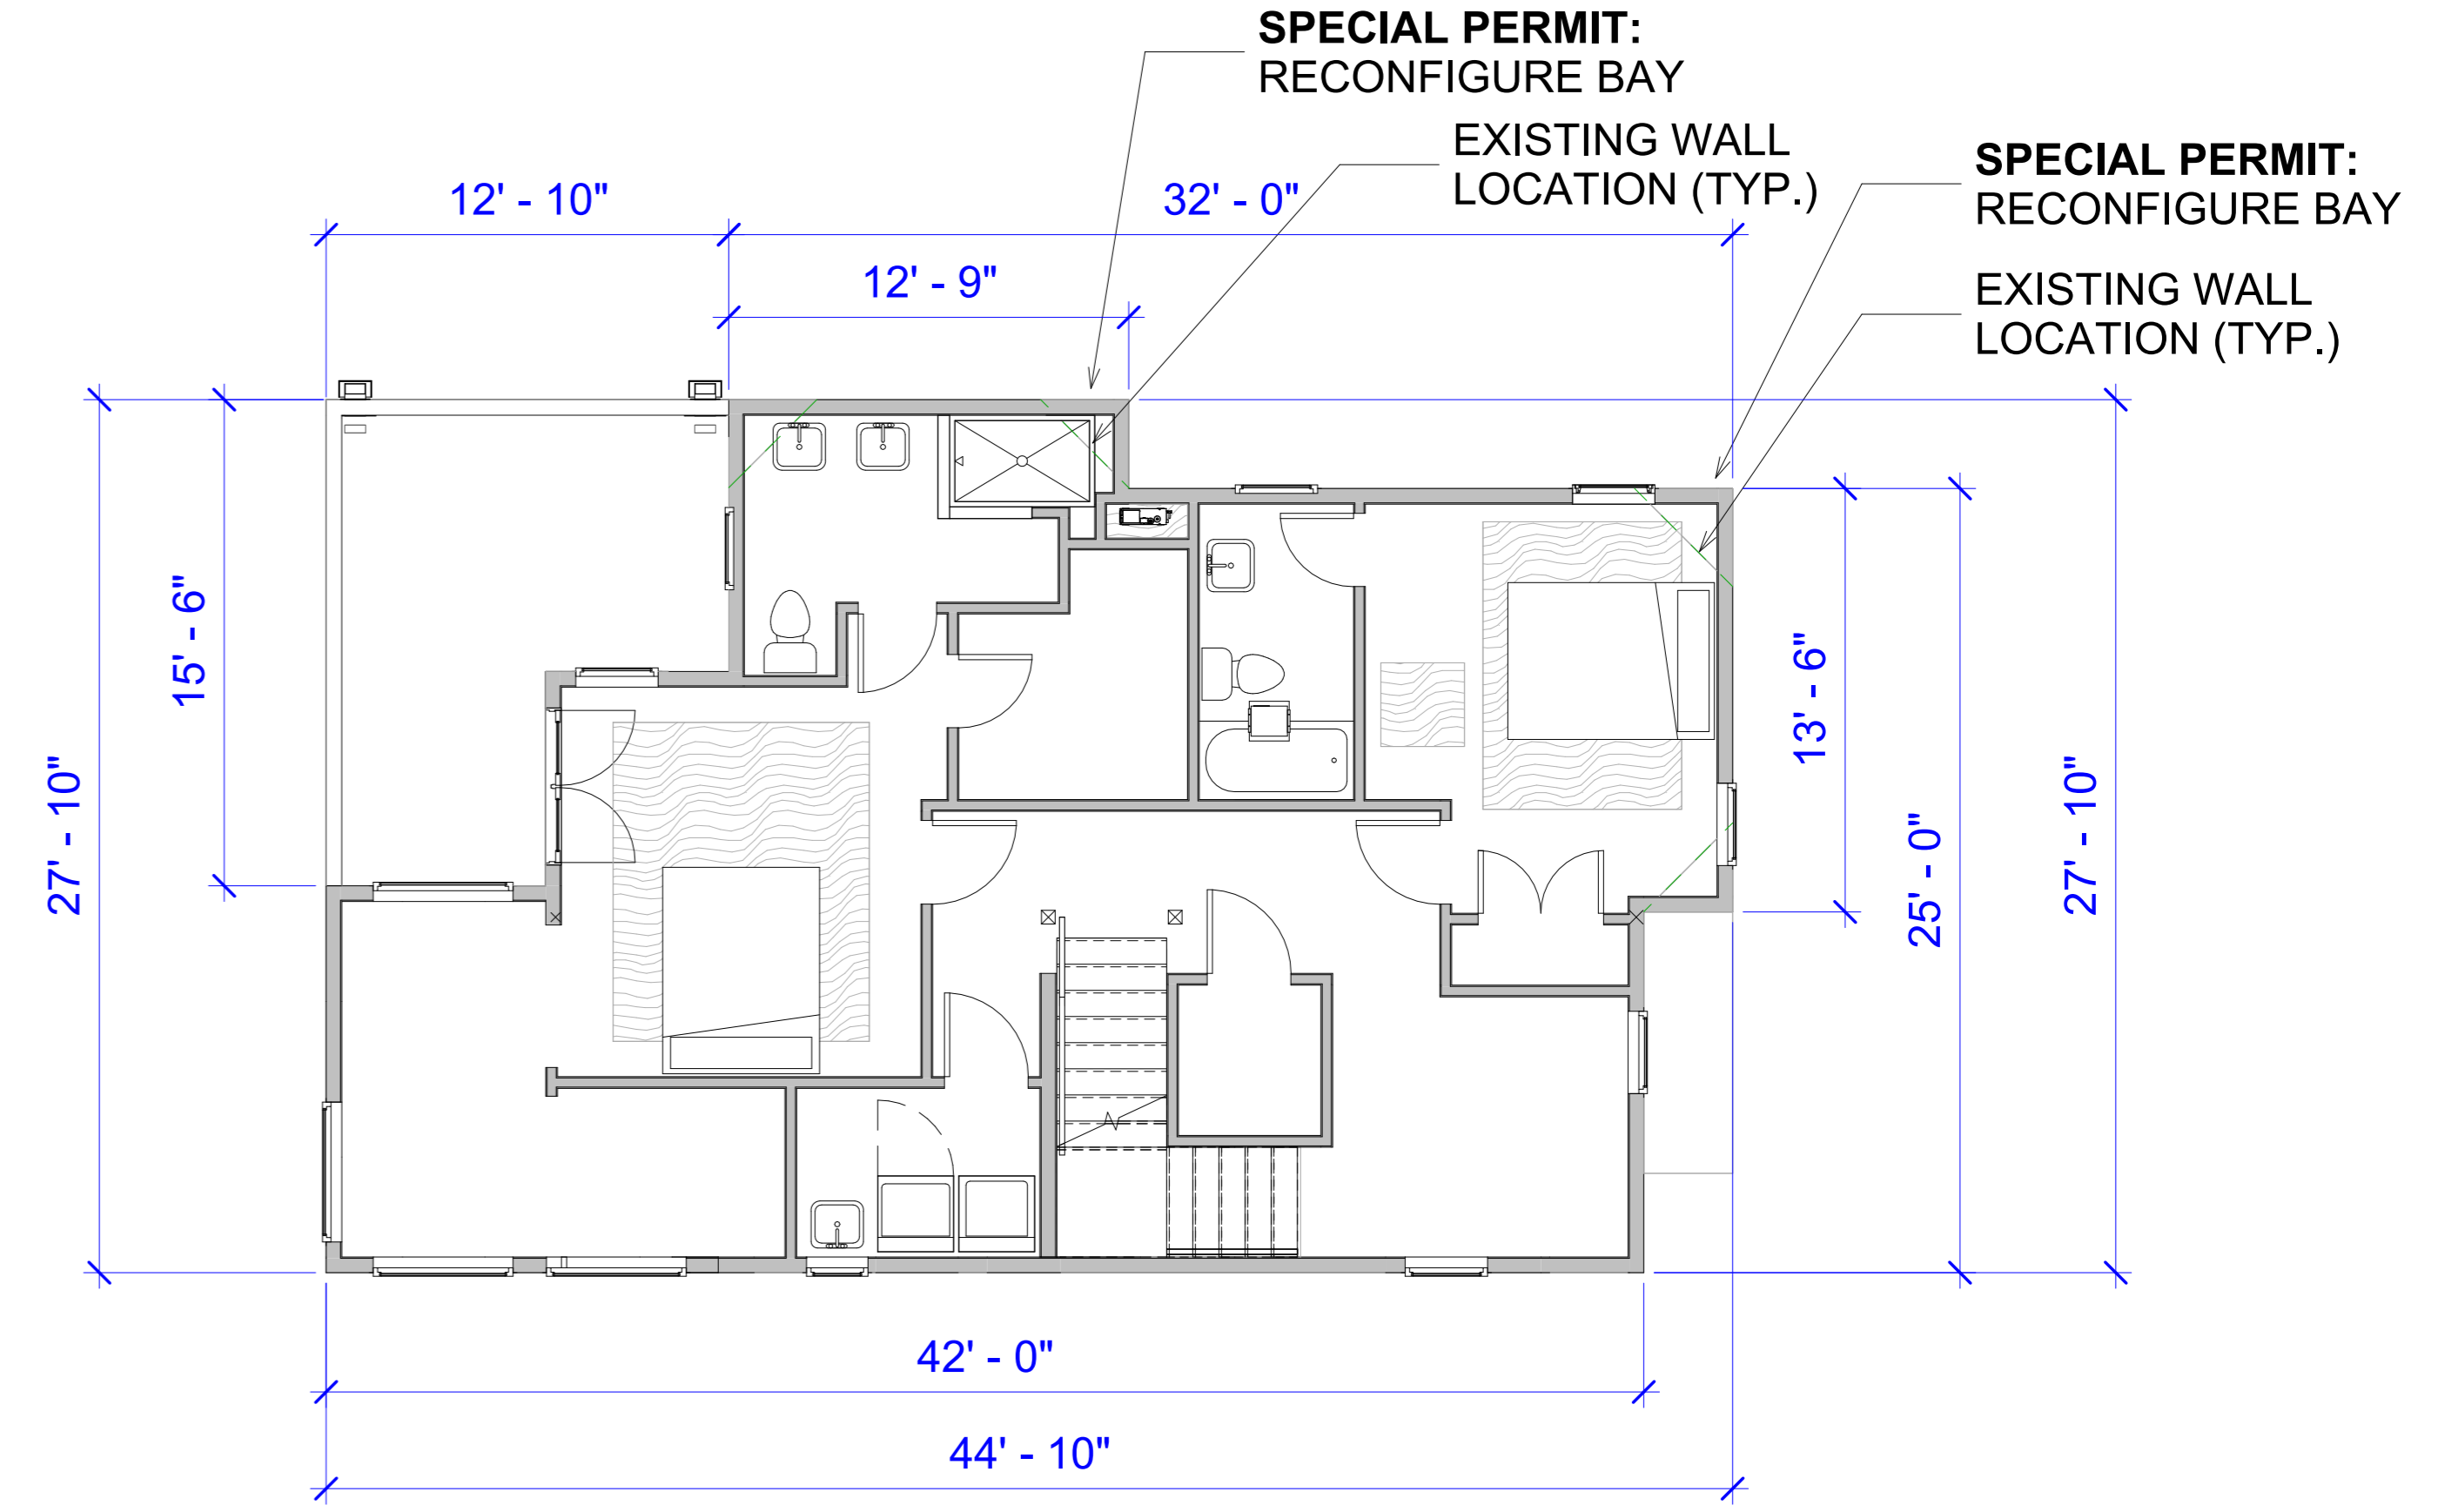 SPECIAL PERMIT:
RECONFIGURE BAY
EXISTING WALL
LOCATION (TYP.)
SPECIAL PERMIT:
RECONFIGURE BAY
EXISTING WALL
LOCATION (TYP.)
12' - 10"
32' - 0"
12' - 9"
15' - 6"
27' - 10"
13' - 6"
25' - 0"
27' - 10"
42' - 0"
44' - 10"